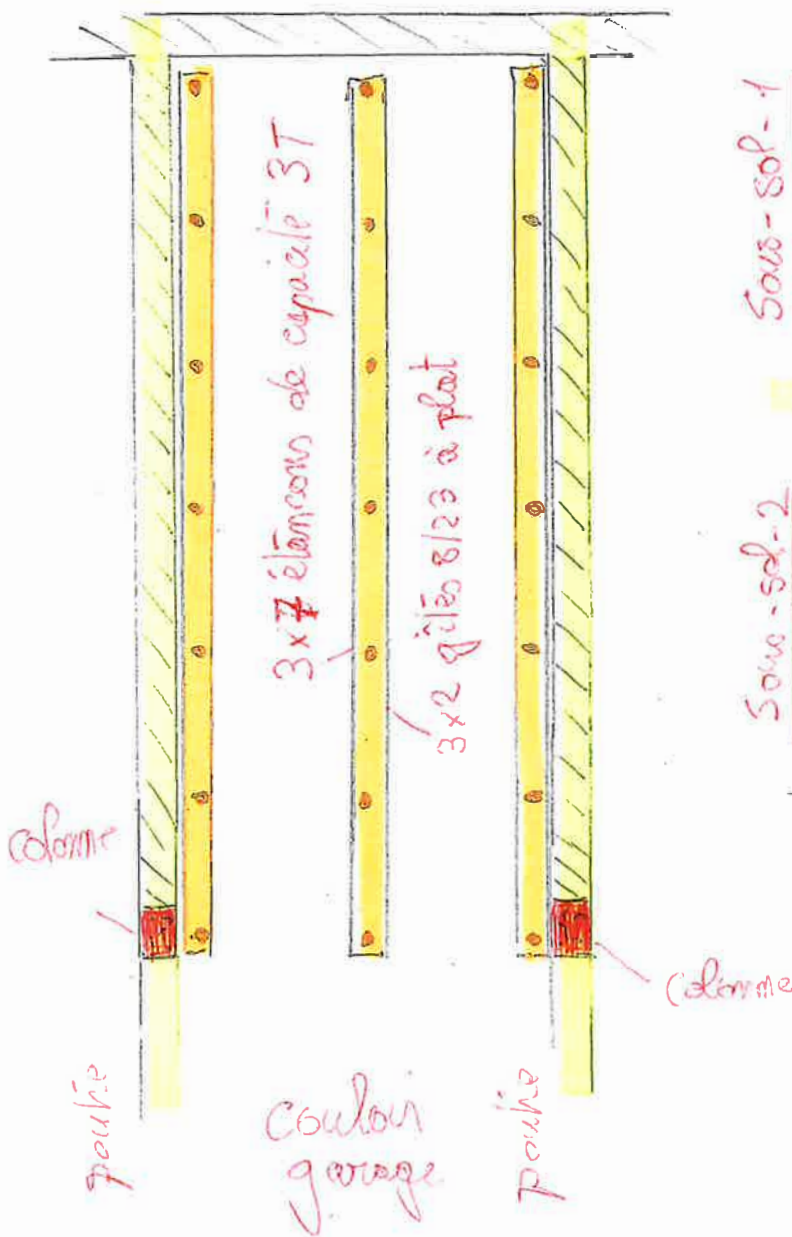 3x7 étançons de capacité 3T
3x2 gîtes 8/23 à plat
Sous-sol-1
Sous-sol-2
colonne
colonne
poutre
couloir
garage
poutre